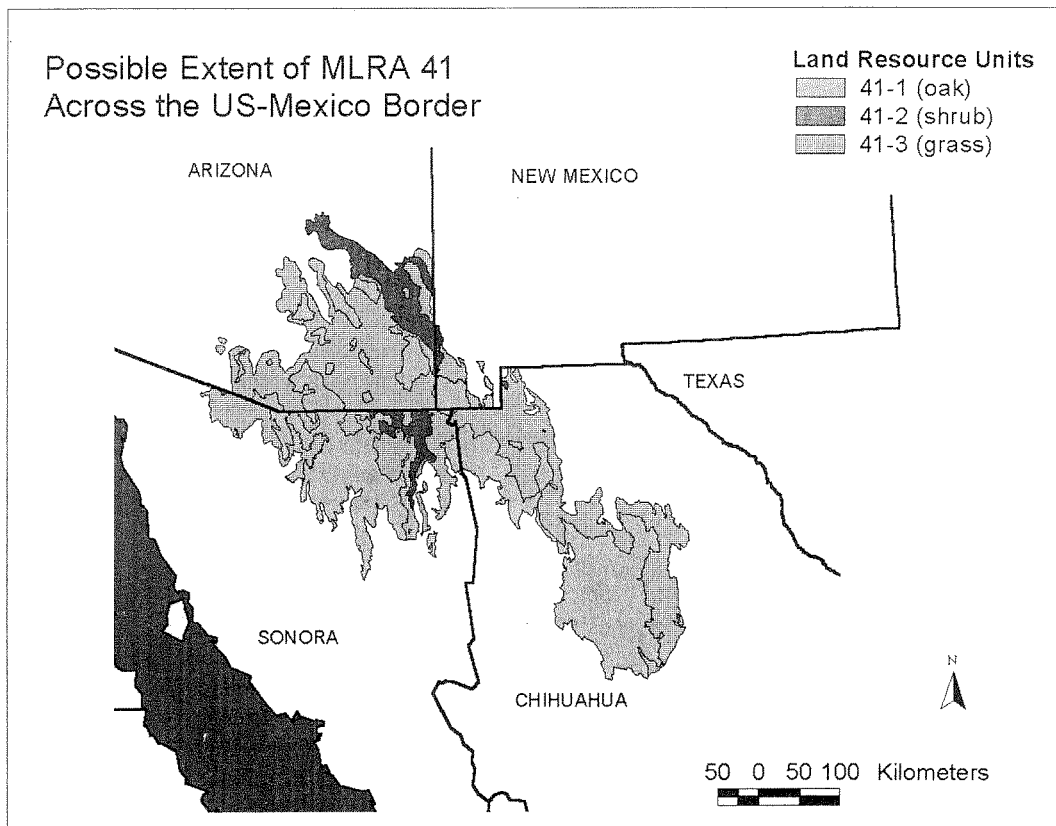 Possible Extent of MLRA 41
Across the US-Mexico Border
Land Resource Units
41-1 (oak)
41-2 (shrub)
41-3 (grass)
ARIZONA
NEW MEXICO
TEXAS
SONORA
CHIHUAHUA
N
50 0 50 100 Kilometers